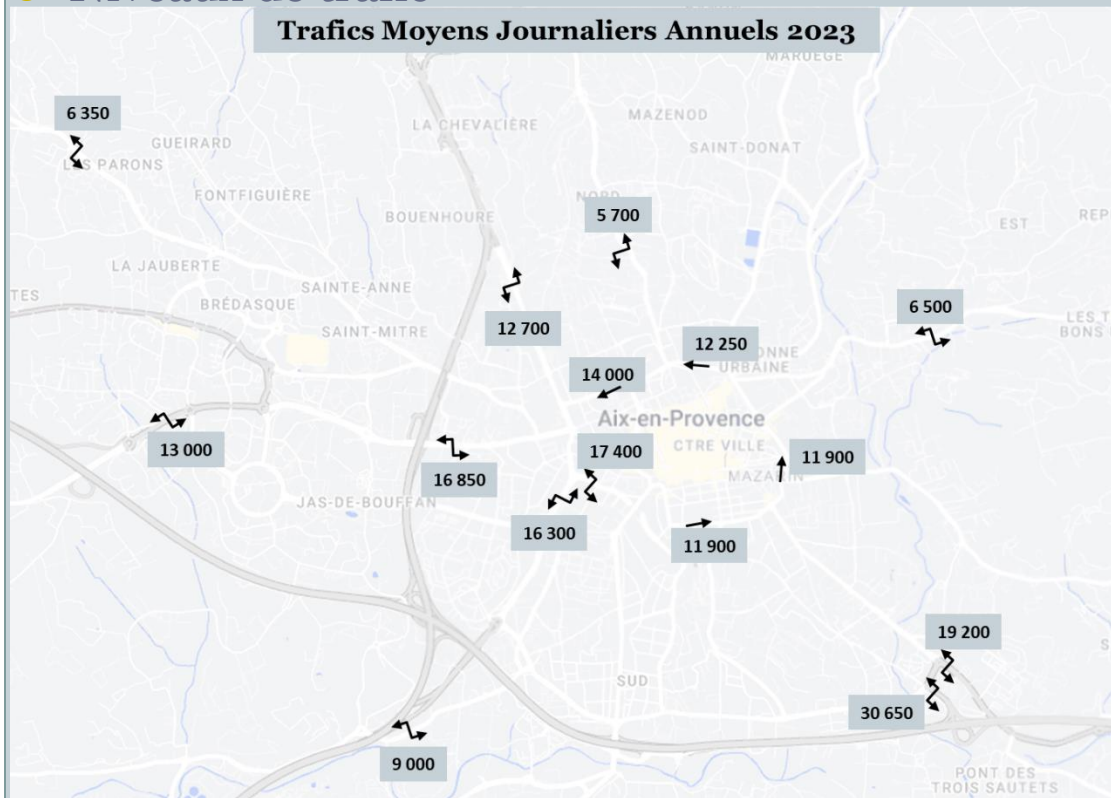 Trafics Moyens Journaliers Annuels 2023
MARUEGE
6 350
LA CHEVALIÈRE
MAZENOD
GUEIRARD
SAINT-DONAT
LES PARONS
FONTFIGUIÈRE
NORD
BOUENHOURE
5 700
EST
LA JAUBERTE
SAINTE-ANNE
BRÉDASQUE
6 500
SAINT-MITRE
12 700
12 250
URBAINE
14 000
Aix-en-Provence
13 000
17 400
CTRE VILLE
11 900
16 850
MAZARIN
JAS-DE-BOUFFAN
16 300
11 900
19 200
SUD
30 650
9 000
PONT DES
TROIS SAUTETS